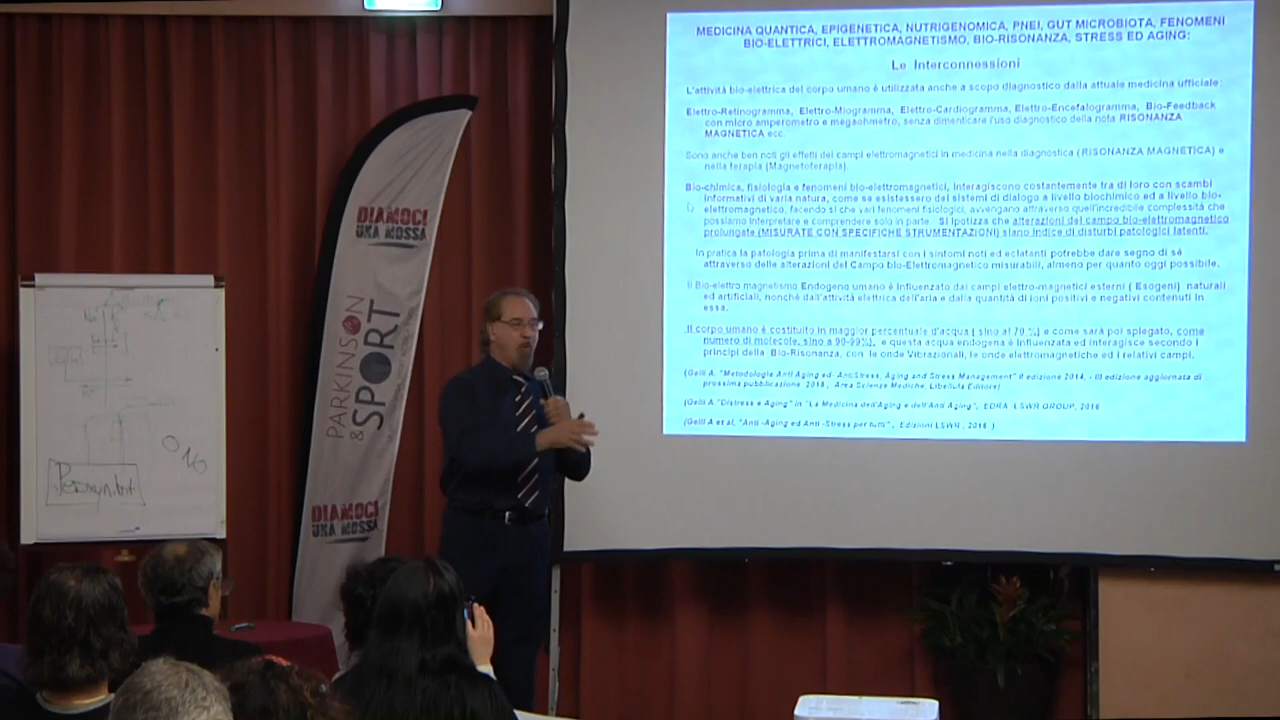 MEDICINA QUANTICA, EPIGENETICA, NUTRIGENOMICA, PNEI, GUT MICROBIOTA, FENOMENI
BIO-ELETTRICI, ELETTROMAGNETISMO, BIO-RISONANZA, STRESS ED AGING:
Le Interconnessioni
L'attività bio-elettrica del corpo umano è utilizzata anche a scopo diagnostico dalla attuale medicina ufficiale
Elettro-Retinogramma, Elettro-Miogramma, Elettro-Cardiogramma, Elettro-Encefalogramma, Bio-Feedback
con micro amperometro e megaohmetro, senza dimenticare l'uso diagnostico della nota RISONANZA
MAGNETICA ecc.
Sono anche ben noti gli effetti dei campi elettromagnetici in medicina nella diagnostica (RISONANZA MAGNETICA) e
nella terapia (Magnetoterapia).
Bio-chimica, fisiologia e fenomeni bio-elettromagnetici, interagiscono costantemente tra di loro con scambi
informativi di varia natura, come se esistessero dei sistemi di dialogo a livello biochimico ed a livello bio-
elettromagnetico, facendo sì che vari fenomeni fisiologici, avvengano attraverso quell'incredibile complessità che
possiamo interpretare e comprendere solo in parte. Si ipotizza che alterazioni del campo bio-elettromagnetico
prolungate (MISURATE CON SPECIFICHE STRUMENTAZIONI) siano indice di disturbi patologici latenti.
In pratica la patologia prima di manifestarsi con i sintomi noti ed eclatanti potrebbe dare segno di sé
attraverso delle alterazioni del Campo bio-Elettromagnetico misurabili, almeno per quanto oggi possibile.
Il Bio-elettro magnetismo Endogeno umano è influenzato dai campi elettro-magnetici esterni ( Esogeni) naturali
ed artificiali, nonché dall'attività elettrica dell'aria e dalla quantità di ioni positivi e negativi contenuti in
essa.
Il corpo umano è costituito in maggior percentuale d'acqua ( sino al 70 %) e come sarà poi spiegato, come
numero di molecole, sino a 90-99%), e questa acqua endogena è influenzata ed interagisce secondo i
principi della Bio-Risonanza, con le onde Vibrazionali, le onde elettromagnetiche ed i relativi campi.
(Gelli A. "Metodologie Anti Aging ed AntiStress, Aging and Stress Management" II edizione 2014, - III edizione aggiornata di
prossima pubblicazione 2018, Area Scienze Mediche, Libellula Editore)
(Gelli A."Distress e Aging" in "La Medicina dell'Aging e dell'Anti Aging", EDRA LSWR GROUP, 2016
(Gelli A et al, "Anti-Aging ed Anti-Stress per tutti", Edizioni LSWR, 2016 )
DIAMOCI
UNA MOSSA
PARKINSON
& SPORT
DIAMOCI
UNA MOSSA
O NO